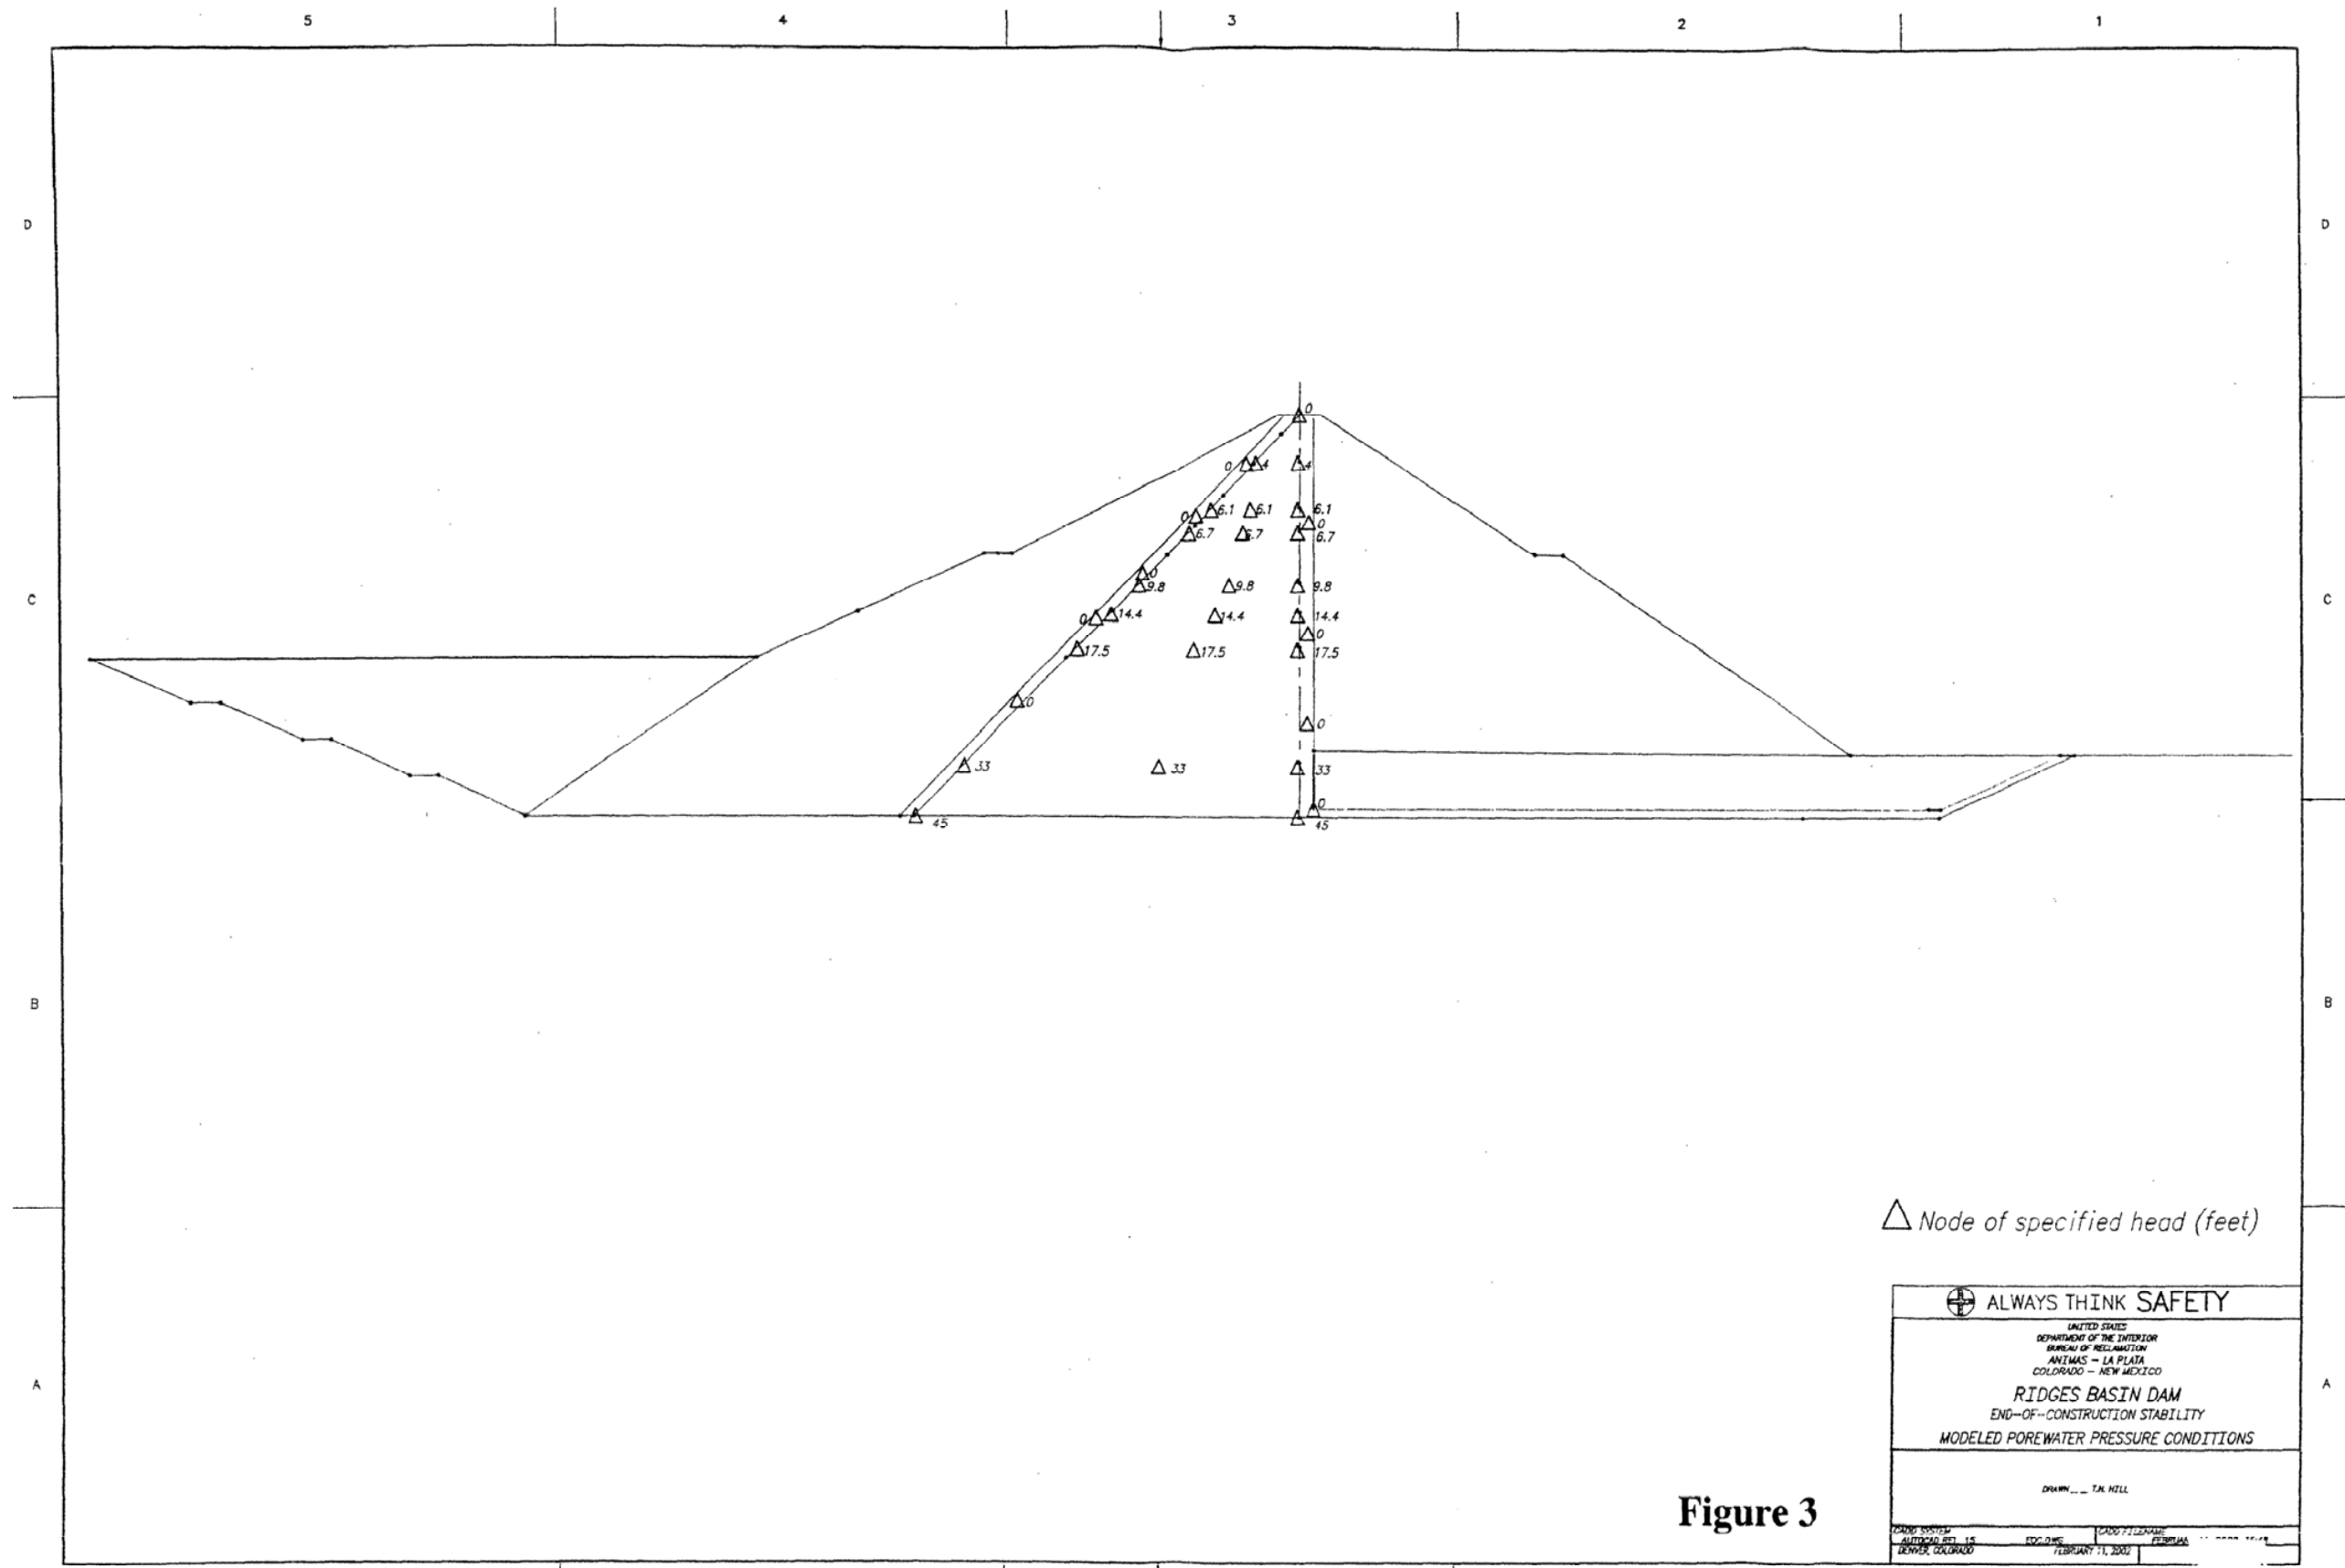 5 4 3 2 1
D D
0
0 4 4
6.1 6.1 6.1
0 0
6.7 6.7 6.7
0
9.8 9.8 9.8
C C
0 14.4 14.4 14.4
0
17.5 17.5 17.5
0
0
33 33 33
0
45 45
B B
△ Node of specified head (feet)
ALWAYS THINK SAFETY
UNITED STATES
DEPARTMENT OF THE INTERIOR
BUREAU OF RECLAMATION
ANIMAS - LA PLATA
COLORADO - NEW MEXICO
A A
RIDGES BASIN DAM
END-OF-CONSTRUCTION STABILITY
MODELED POREWATER PRESSURE CONDITIONS
DRAWN _ _ T.N. HILL
Figure 3
CADD SYSTEM CADD FILENAME
AUTOCAD REL. 15 EOC.DWG
DENVER, COLORADO FEBRUARY 11, 2002